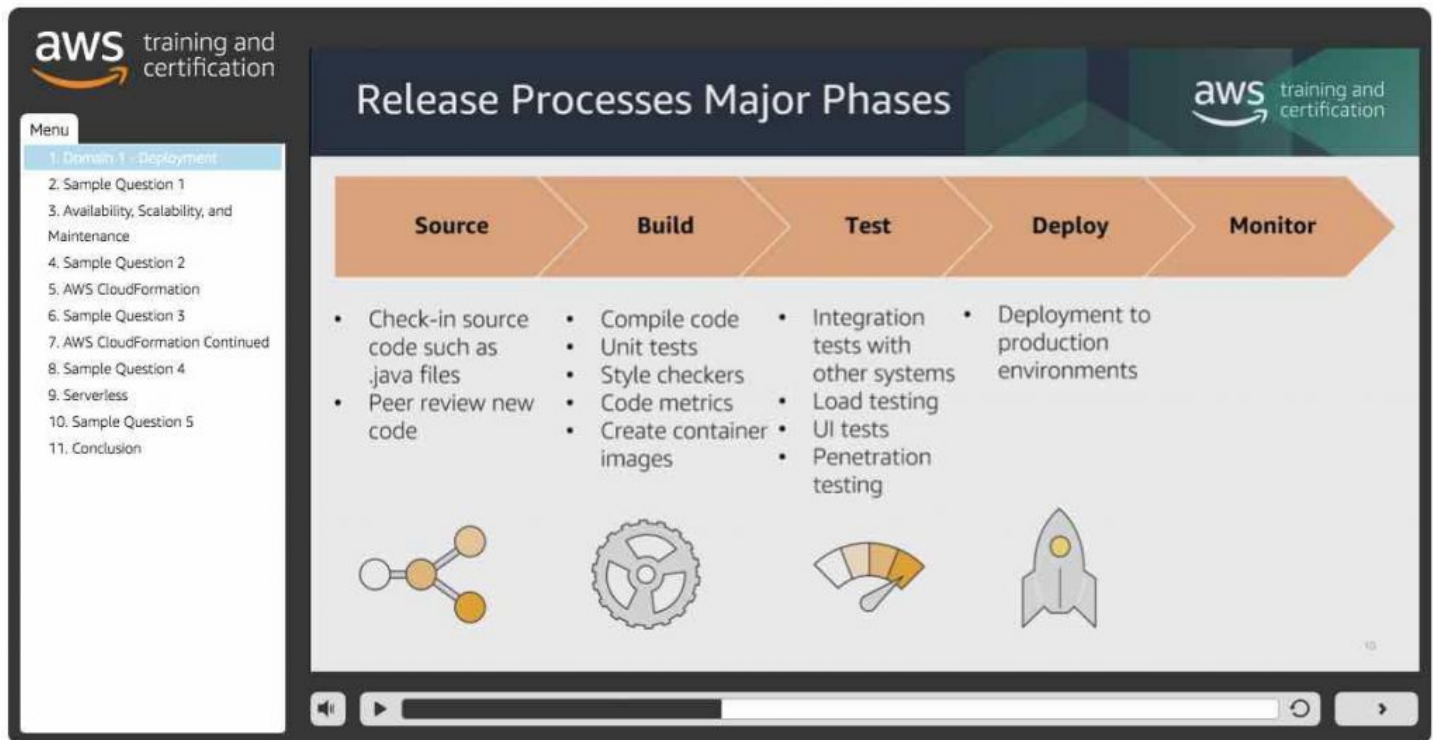 aws training and
certification
Menu
1. Domain 1 - Deployment
2. Sample Question 1
3. Availability, Scalability, and
Maintenance
4. Sample Question 2
5. AWS CloudFormation
6. Sample Question 3
7. AWS CloudFormation Continued
8. Sample Question 4
9. Serverless
10. Sample Question 5
11. Conclusion
Release Processes Major Phases
aws training and
certification
Source
Build
Test
Deploy
Monitor
• Check-in source
code such as
.java files
• Peer review new
code
• Compile code
• Unit tests
• Style checkers
• Code metrics
• Create container
images
• Integration
tests with
other systems
• Load testing
• UI tests
• Penetration
testing
• Deployment to
production
environments
10